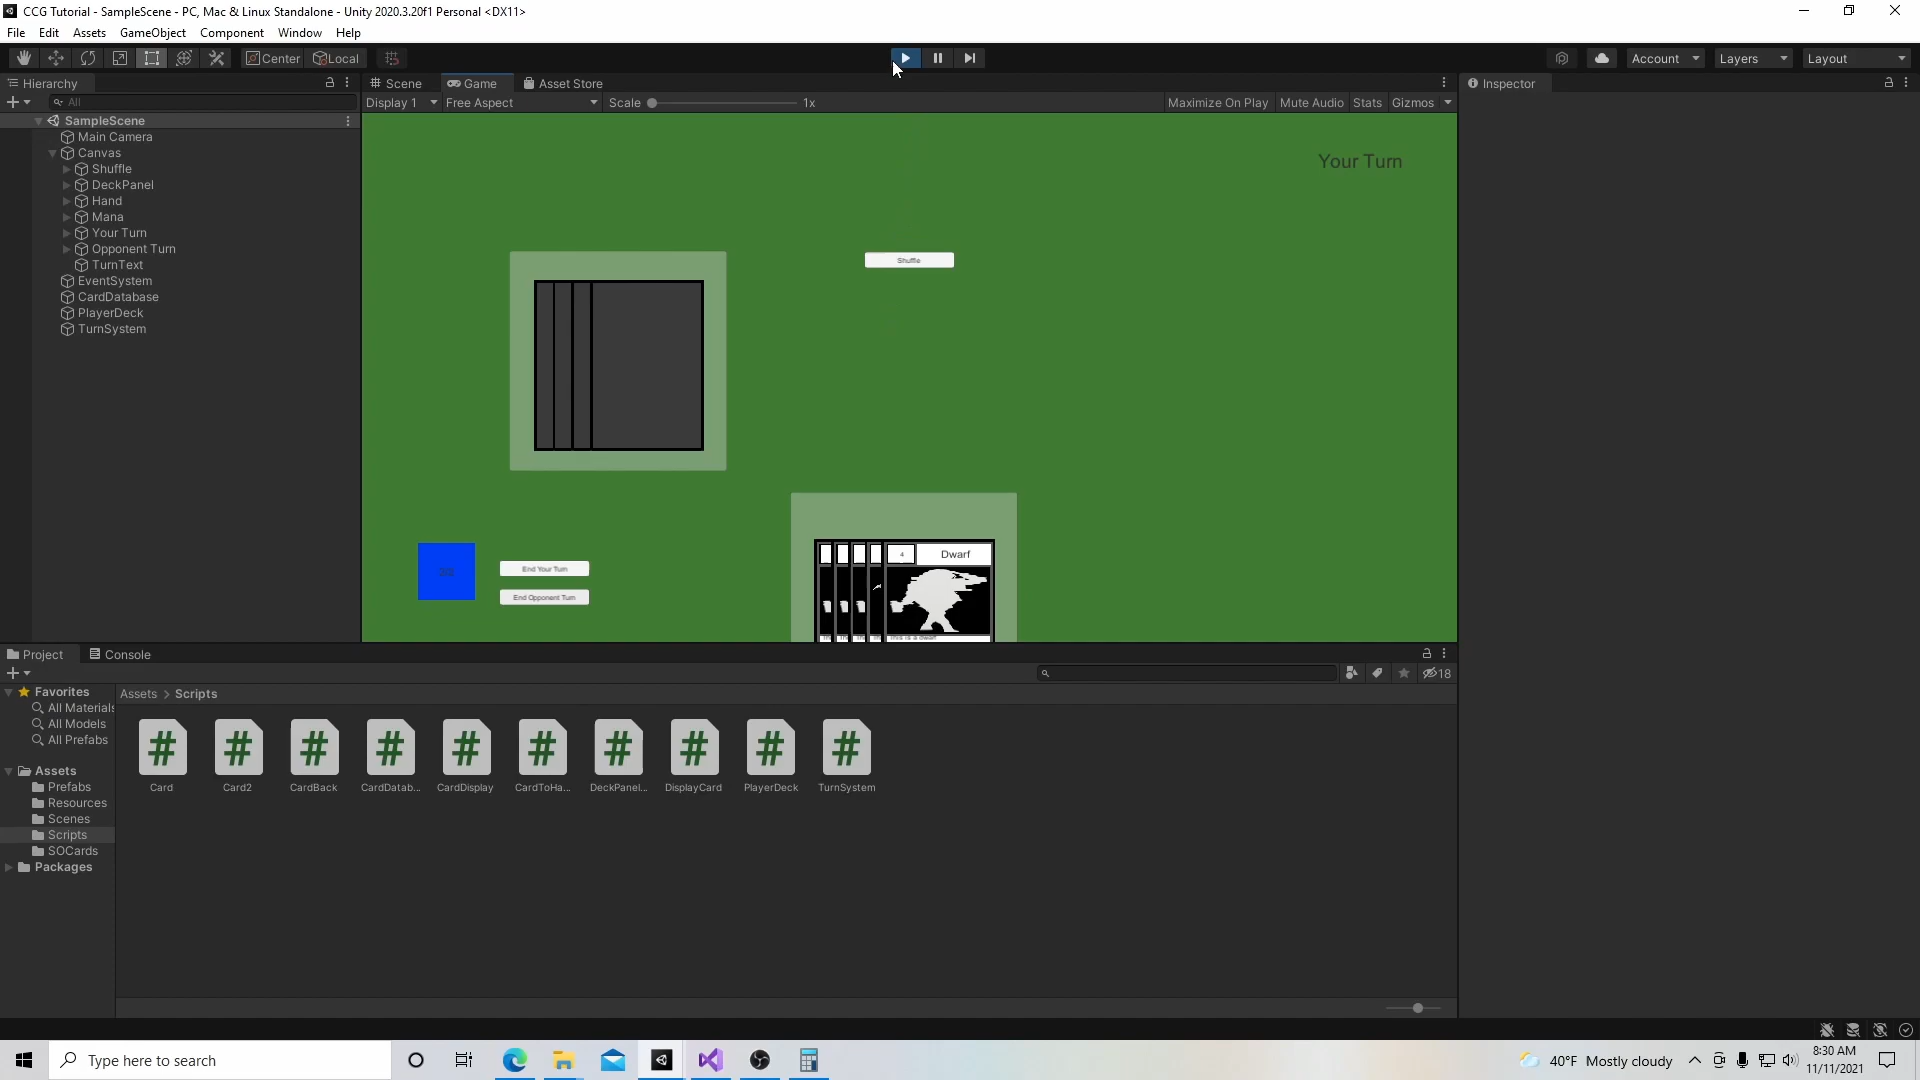 CCG Tutorial - SampleScene - PC, Mac & Linux Standalone - Unity 2020.3.20f1 Personal <DX11>
File Edit Assets GameObject Component Window Help
Center Local Account Layers Layout
Hierarchy Scene Game Asset Store Inspector
All Display 1 Free Aspect Scale 1x Maximize On Play Mute Audio Stats Gizmos
SampleScene
Main Camera
Canvas
Shuffle
DeckPanel
Hand
Mana
Your Turn
Opponent Turn
TurnText
EventSystem
CardDatabase
PlayerDeck
TurnSystem
Your Turn
Shuffle
End Your Turn
End Opponent Turn
4 Dwarf
This is a dwarf
Project Console
18
Favorites
All Materials
All Models
All Prefabs
Assets
Prefabs
Resources
Scenes
Scripts
SOCards
Packages
Assets > Scripts
Card Card2 CardBack CardDatab... CardDisplay CardToHa... DeckPanel... DisplayCard PlayerDeck TurnSystem
Type here to search
40°F Mostly cloudy
8:30 AM
11/11/2021